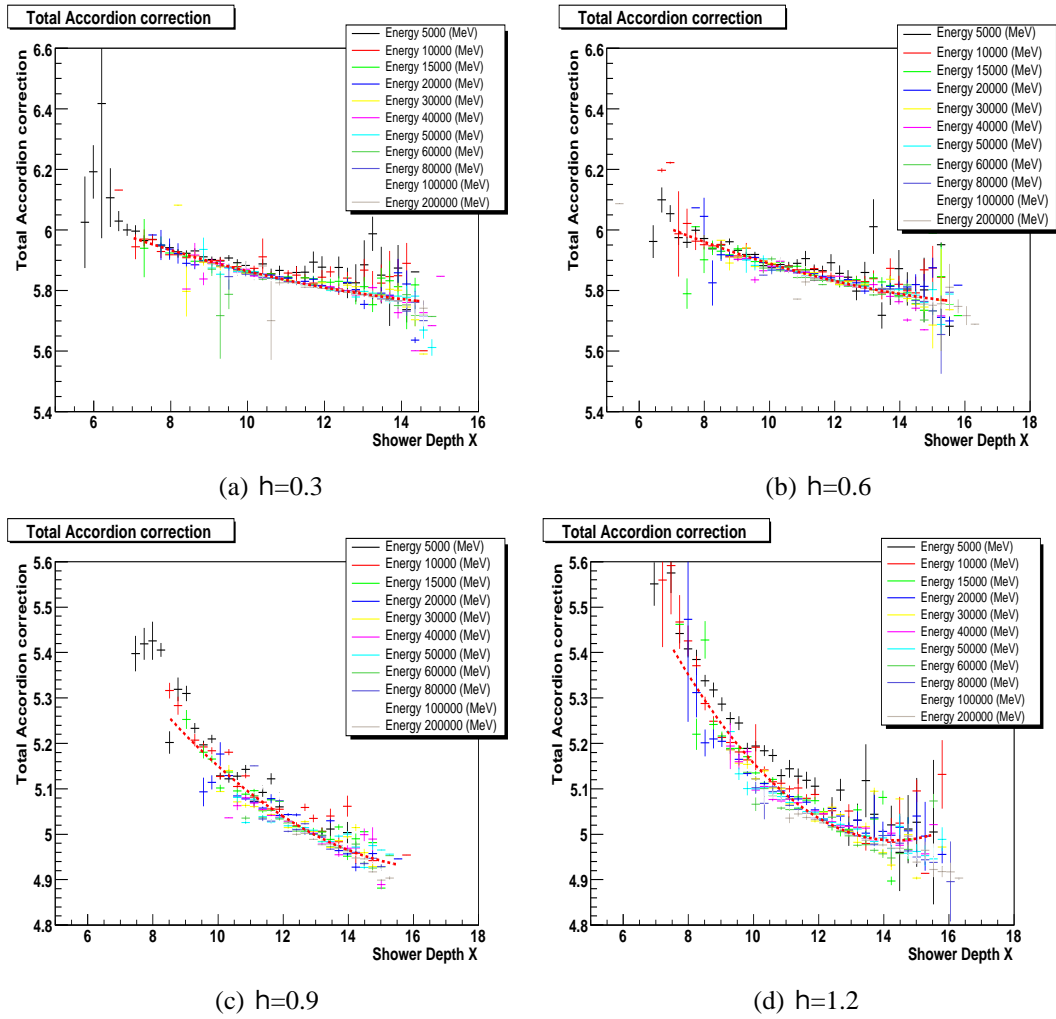 Total Accordion correction
Total Accordion correction
6.6
6.4
6.2
6
5.8
5.6
5.4
6 8 10 12 14 16
Shower Depth X
Energy 5000 (MeV)
Energy 10000 (MeV)
Energy 15000 (MeV)
Energy 20000 (MeV)
Energy 30000 (MeV)
Energy 40000 (MeV)
Energy 50000 (MeV)
Energy 60000 (MeV)
Energy 80000 (MeV)
Energy 100000 (MeV)
Energy 200000 (MeV)
(a) h=0.3
Total Accordion correction
Total Accordion correction
6.6
6.4
6.2
6
5.8
5.6
5.4
6 8 10 12 14 16 18
Shower Depth X
Energy 5000 (MeV)
Energy 10000 (MeV)
Energy 15000 (MeV)
Energy 20000 (MeV)
Energy 30000 (MeV)
Energy 40000 (MeV)
Energy 50000 (MeV)
Energy 60000 (MeV)
Energy 80000 (MeV)
Energy 100000 (MeV)
Energy 200000 (MeV)
(b) h=0.6
Total Accordion correction
Total Accordion correction
5.6
5.5
5.4
5.3
5.2
5.1
5
4.9
4.8
6 8 10 12 14 16 18
Shower Depth X
Energy 5000 (MeV)
Energy 10000 (MeV)
Energy 15000 (MeV)
Energy 20000 (MeV)
Energy 30000 (MeV)
Energy 40000 (MeV)
Energy 50000 (MeV)
Energy 60000 (MeV)
Energy 80000 (MeV)
Energy 100000 (MeV)
Energy 200000 (MeV)
(c) h=0.9
Total Accordion correction
Total Accordion correction
5.6
5.5
5.4
5.3
5.2
5.1
5
4.9
4.8
6 8 10 12 14 16 18
Shower Depth X
Energy 5000 (MeV)
Energy 10000 (MeV)
Energy 15000 (MeV)
Energy 20000 (MeV)
Energy 30000 (MeV)
Energy 40000 (MeV)
Energy 50000 (MeV)
Energy 60000 (MeV)
Energy 80000 (MeV)
Energy 100000 (MeV)
Energy 200000 (MeV)
(d) h=1.2